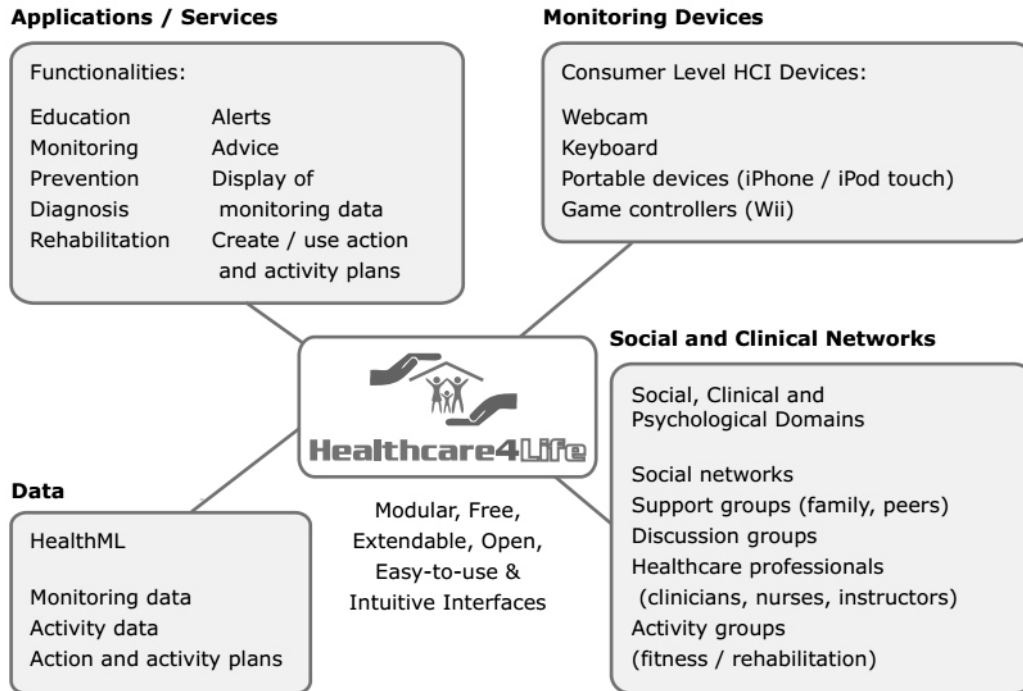 Applications / Services
Functionalities:
Education
Monitoring
Prevention
Diagnosis
Rehabilitation
Alerts
Advice
Display of
monitoring data
Create / use action
and activity plans
Monitoring Devices
Consumer Level HCI Devices:
Webcam
Keyboard
Portable devices (iPhone / iPod touch)
Game controllers (Wii)
Healthcare4Life
Modular, Free,
Extendable, Open,
Easy-to-use &
Intuitive Interfaces
Social and Clinical Networks
Social, Clinical and
Psychological Domains
Social networks
Support groups (family, peers)
Discussion groups
Healthcare professionals
(clinicians, nurses, instructors)
Activity groups
(fitness / rehabilitation)
Data
HealthML
Monitoring data
Activity data
Action and activity plans